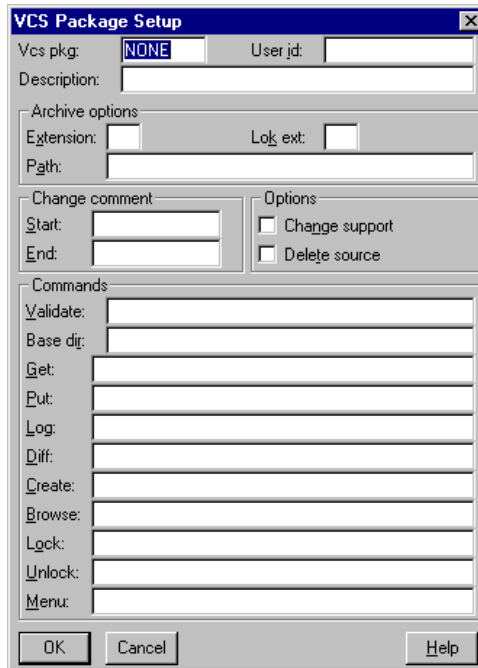 VCS Package Setup
Vcs pkg: NONE User id:
Description:
Archive options
Extension: Lok ext:
Path:
Change comment Options
Start: Change support
End: Delete source
Commands
Validate:
Base dir:
Get:
Put:
Log:
Diff:
Create:
Browse:
Lock:
Unlock:
Menu:
OK Cancel Help